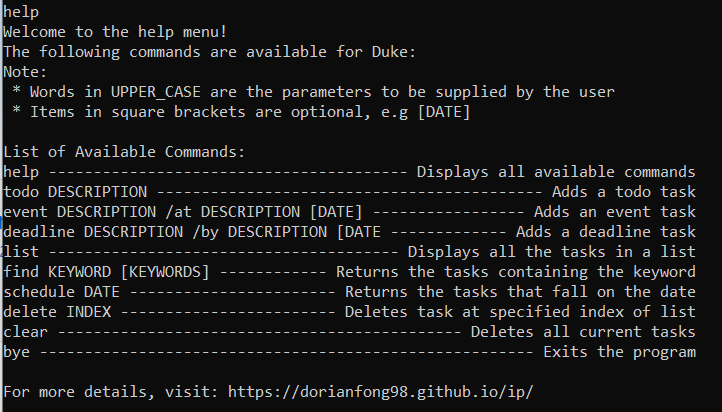 help
Welcome to the help menu!
The following commands are available for Duke:
Note:
 * Words in UPPER_CASE are the parameters to be supplied by the user
 * Items in square brackets are optional, e.g [DATE]

List of Available Commands:
help ---------------------------------------- Displays all available commands
todo DESCRIPTION ------------------------------------------- Adds a todo task
event DESCRIPTION /at DESCRIPTION [DATE] ----------------- Adds an event task
deadline DESCRIPTION /by DESCRIPTION [DATE ------------- Adds a deadline task
list --------------------------------------- Displays all the tasks in a list
find KEYWORD [KEYWORDS] ------------ Returns the tasks containing the keyword
schedule DATE ----------------------- Returns the tasks that fall on the date
delete INDEX ------------------------ Deletes task at specified index of list
clear --------------------------------------------- Deletes all current tasks
bye ------------------------------------------------------- Exits the program

For more details, visit: https://dorianfong98.github.io/ip/